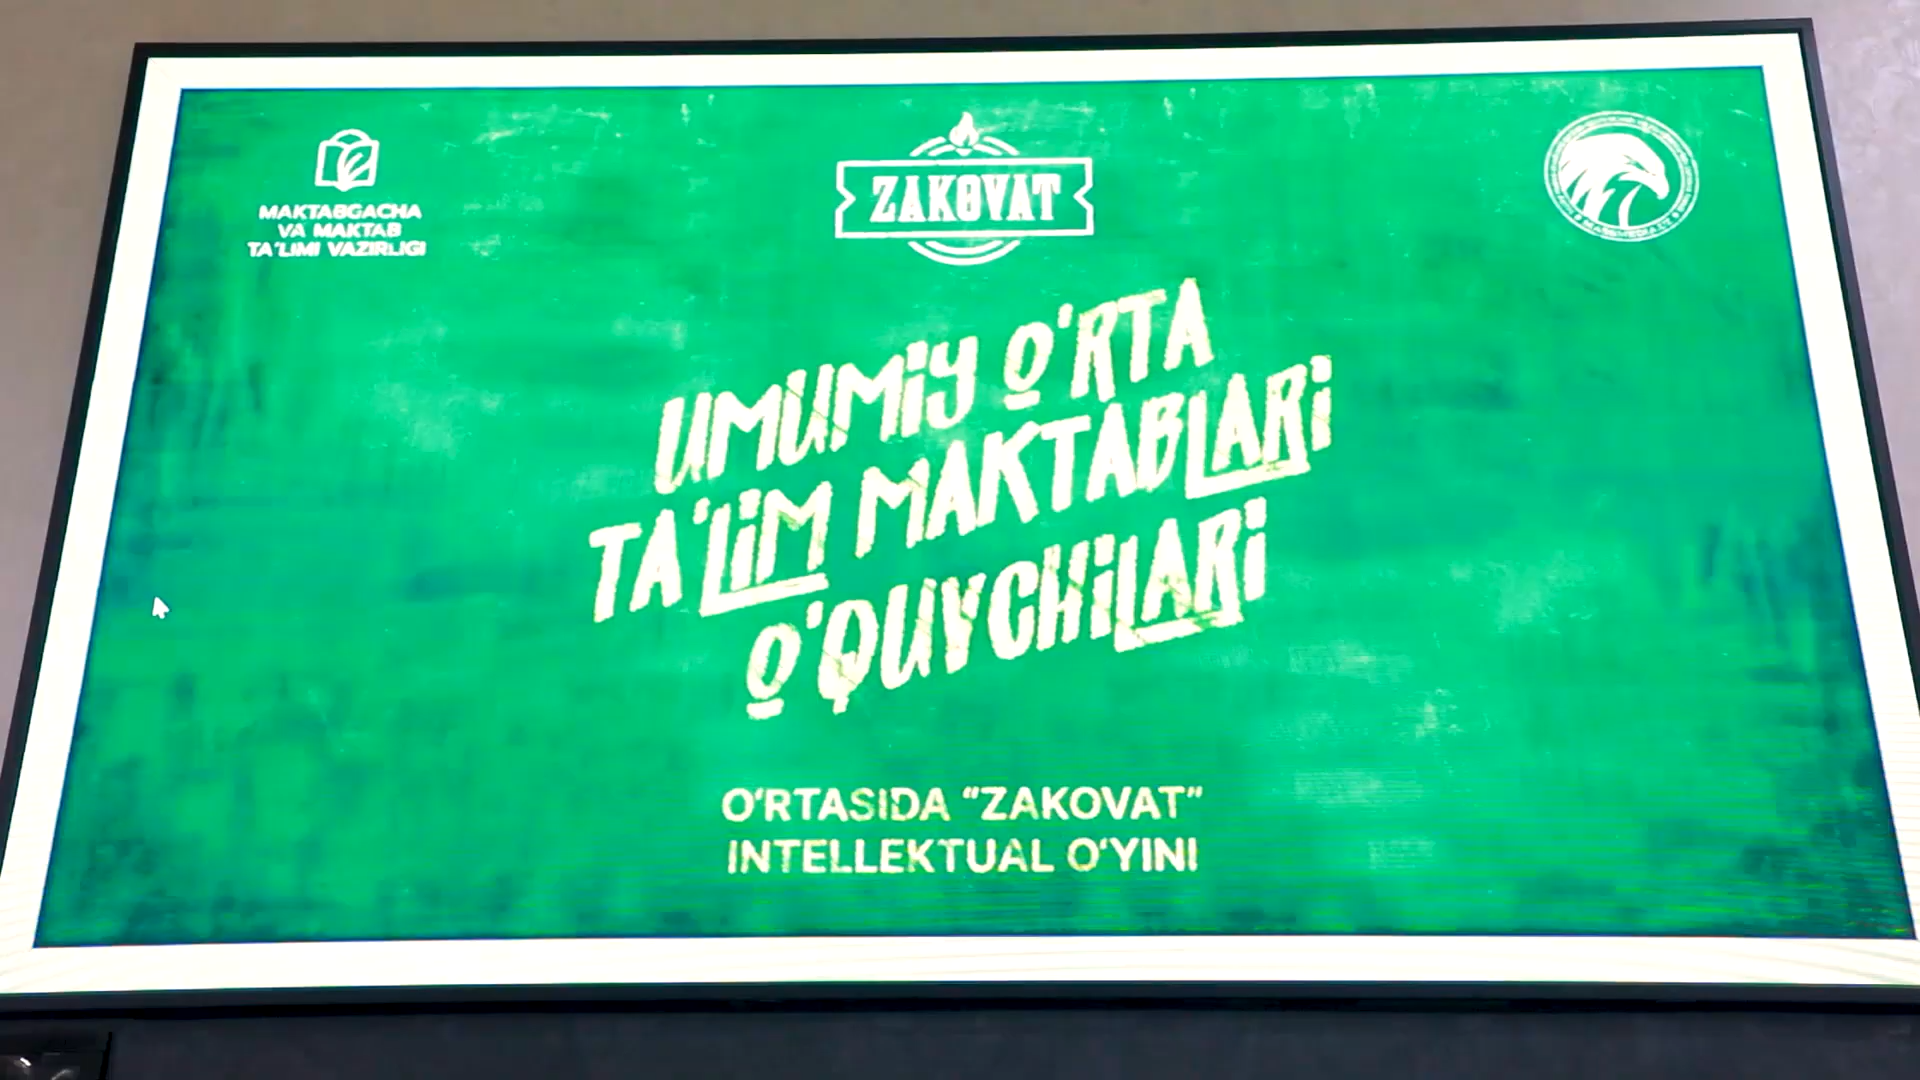 MAKTABGACHA
VA MAKTAB
TA'LIMI VAZIRLIGI
ZAKOVAT
UMUMIY O'RTA
TA'LIM MAKTABLARI
O'QUVCHILARI
O'RTASIDA "ZAKOVAT"
INTELLEKTUAL O'YINI